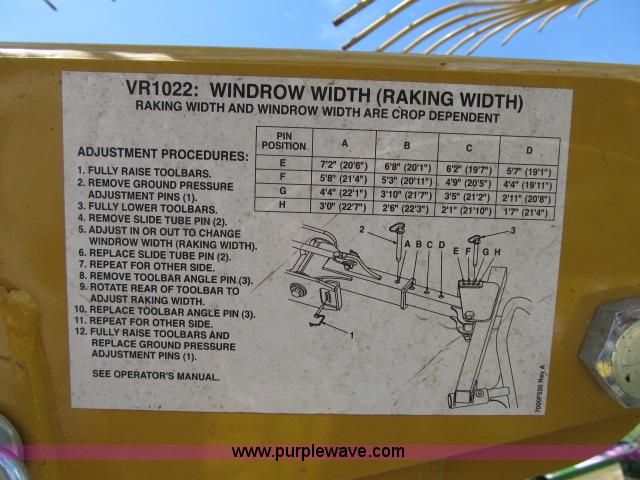 VR1022: WINDROW WIDTH (RAKING WIDTH)
RAKING WIDTH AND WINDROW WIDTH ARE CROP DEPENDENT
ADJUSTMENT PROCEDURES:
1. FULLY RAISE TOOLBARS.
2. REMOVE GROUND PRESSURE
ADJUSTMENT PINS (1).
3. FULLY LOWER TOOLBARS.
4. REMOVE SLIDE TUBE PIN (2).
5. ADJUST IN OR OUT TO CHANGE
WINDROW WIDTH (RAKING WIDTH).
6. REPLACE SLIDE TUBE PIN (2).
7. REPEAT FOR OTHER SIDE.
8. REMOVE TOOLBAR ANGLE PIN (3).
9. ROTATE REAR OF TOOLBAR TO
ADJUST RAKING WIDTH.
10. REPLACE TOOLBAR ANGLE PIN (3).
11. REPEAT FOR OTHER SIDE.
12. FULLY RAISE TOOLBARS AND
REPLACE GROUND PRESSURE
ADJUSTMENT PINS (1).
SEE OPERATOR'S MANUAL.
PIN POSITION A B C D
E 7'2" (20'6") 6'8" (20'1") 6'2" (19'7") 5'7" (19'1")
F 5'8" (21'4") 5'3" (20'11") 4'9" (20'5") 4'4" (19'11")
G 4'4" (22'1") 3'10" (21'7") 3'5" (21'2") 2'11" (20'8")
H 3'0" (22'7") 2'6" (22'3") 2'1" (21'10") 1'7" (21'4")
2
3
A B C D
E F G H
1
7000F520 Rev A
www.purplewave.com